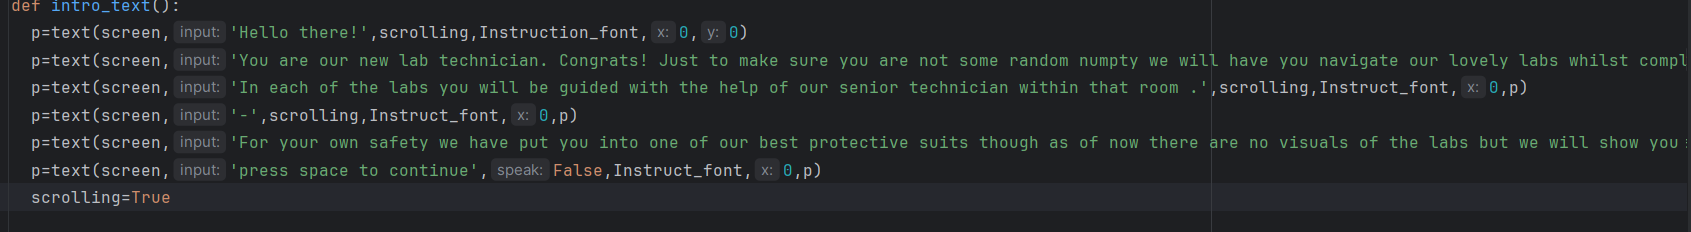 def intro_text():
p=text(screen, input: 'Hello there!',scrolling,Instruction_font, x: 0, y: 0)
p=text(screen, input: 'You are our new lab technician. Congrats! Just to make sure you are not some random numpty we will have you navigate our lovely labs whilst compl
p=text(screen, input: 'In each of the labs you will be guided with the help of our senior technician within that room .',scrolling,Instruct_font, x: 0,p)
p=text(screen, input: '-',scrolling,Instruct_font, x: 0,p)
p=text(screen, input: 'For your own safety we have put you into one of our best protective suits though as of now there are no visuals of the labs but we will show you
p=text(screen, input: 'press space to continue', speak: False,Instruct_font, x: 0,p)
scrolling=True